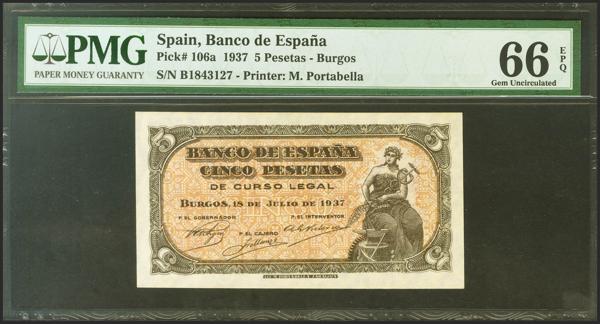 PMG
PAPER MONEY GUARANTY
Spain, Banco de España
Pick# 106a 1937 5 Pesetas - Burgos
S/N B1843127 - Printer: M. Portabella
66 EPQ
Gem Uncirculated
5 5
BANCO DE ESPAÑA
CINCO PESETAS
DE CURSO LEGAL
BURGOS, 18 DE JULIO DE 1937
P. EL GOBERNADOR P. EL INTERVENTOR
P. EL CAJERO
5 5